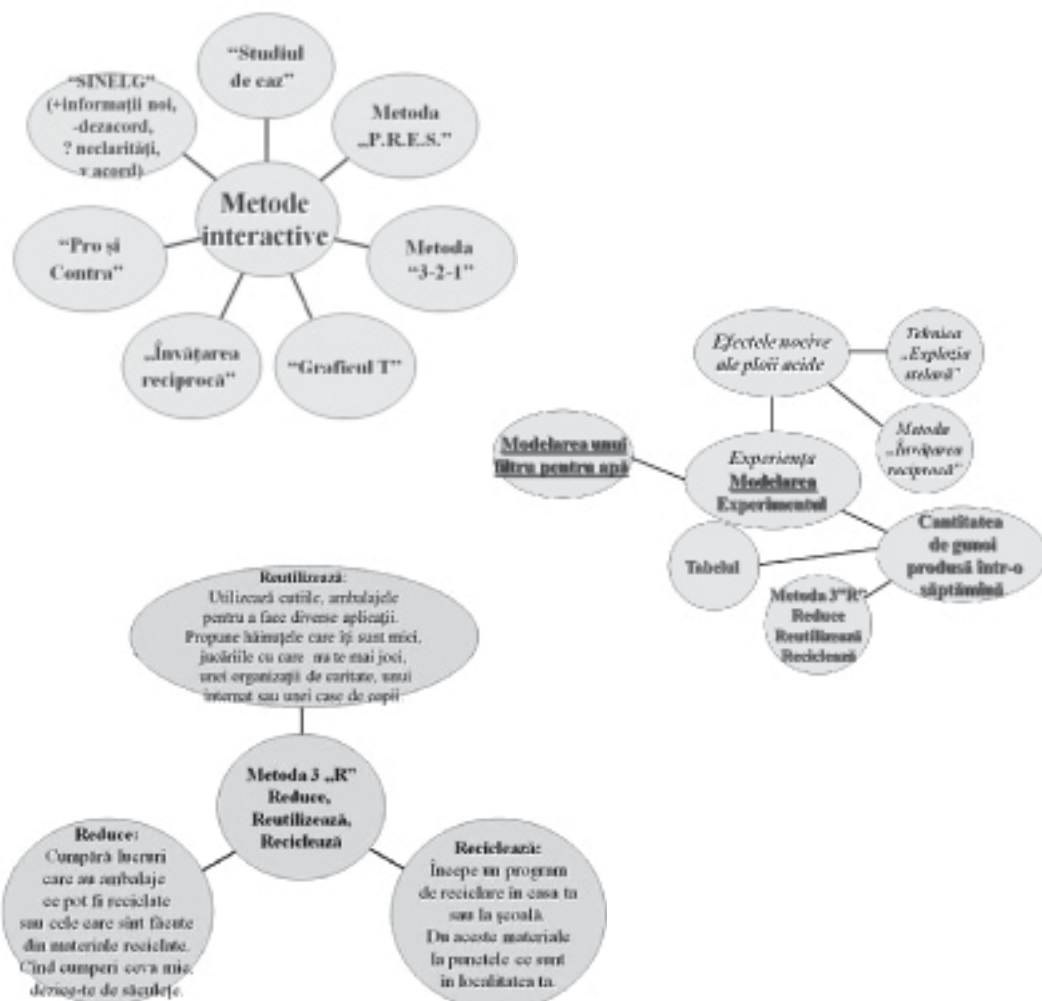 “Studiul
de caz”
“SINELG”
(+informații noi,
-dezacord,
? neclarități,
v acord)
Metoda
„P.R.E.S.”
Metode
interactive
“Pro și
Contra”
Metoda
“3-2-1”
„Învățarea
reciprocă”
“Graficul T”
Efectele nocive
ale ploii acide
Tehnica
„Explozia
stelară”
Metoda
„Învățarea
reciprocă”
Modelarea unui
filtru pentru apă
Experiența
Modelarea
Experimentul
Tabelul
Cantitatea
de gunoi
produsă într-o
săptămînă
Metoda 3”R”
Reduce
Reutilizează
Reciclează
Reutilizează:
Utilizează cutiile, ambalajele
pentru a face diverse aplicații.
Propune hăinuțele care îți sunt mici,
jucăriile cu care nu te mai joci,
unei organizații de caritate, unui
internat sau unei case de copii.
Metoda 3 „R”
Reduce,
Reutilizează,
Reciclează
Reduce:
Cumpără lucruri
care au ambalaje
ce pot fi reciclate
sau cele care sînt făcute
din materiale reciclate.
Cînd cumperi ceva mic,
dezice-te de săculețe.
Reciclează:
Începe un program
de reciclare în casa ta
sau la școală.
Du aceste materiale
la punctele ce sunt
in localitatea ta.